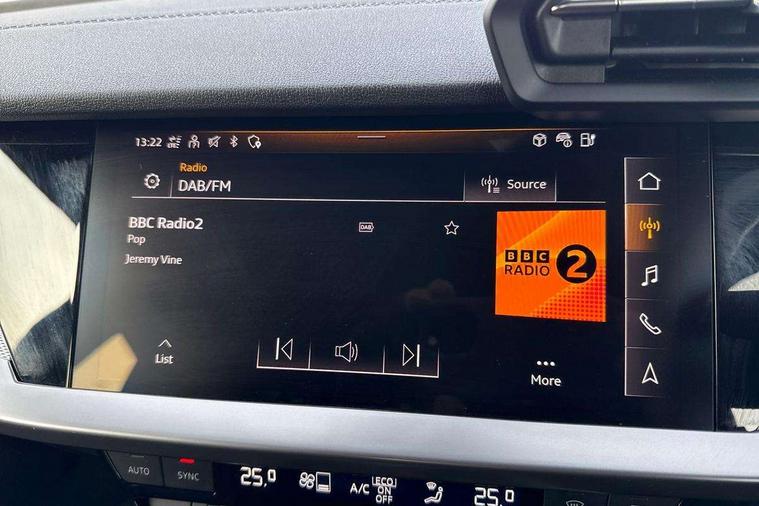 13:22
Radio
DAB/FM
Source
BBC Radio2
DAB
Pop
Jeremy Vine
BBC
RADIO 2
List
More
AUTO
SYNC
25.0
A/C
ECO
ON
OFF
25.0